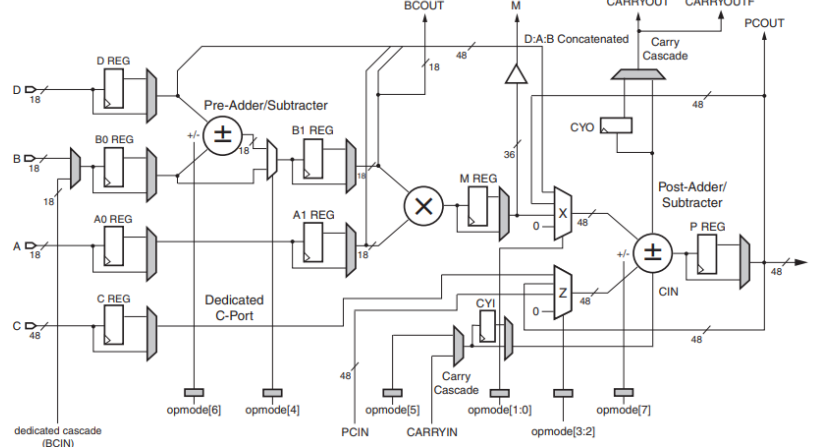 BCOUT
M
CARRYOUT
CARRYOUTF
PCOUT
D:A:B Concatenated
Carry
Cascade
48
18
D REG
D
18
Pre-Adder/Subtracter
+/-
±
18
B0 REG
B
18
18
B1 REG
18
CYO
48
36
M REG
×
Post-Adder/
Subtracter
A0 REG
A
18
A1 REG
18
X
0
48
+/-
±
P REG
48
C REG
C
48
Dedicated
C-Port
Z
0
48
CIN
CYI
48
Carry
Cascade
48
opmode[6]
opmode[4]
opmode[5]
opmode[1:0]
opmode[7]
opmode[3:2]
PCIN
CARRYIN
dedicated cascade
(BCIN)